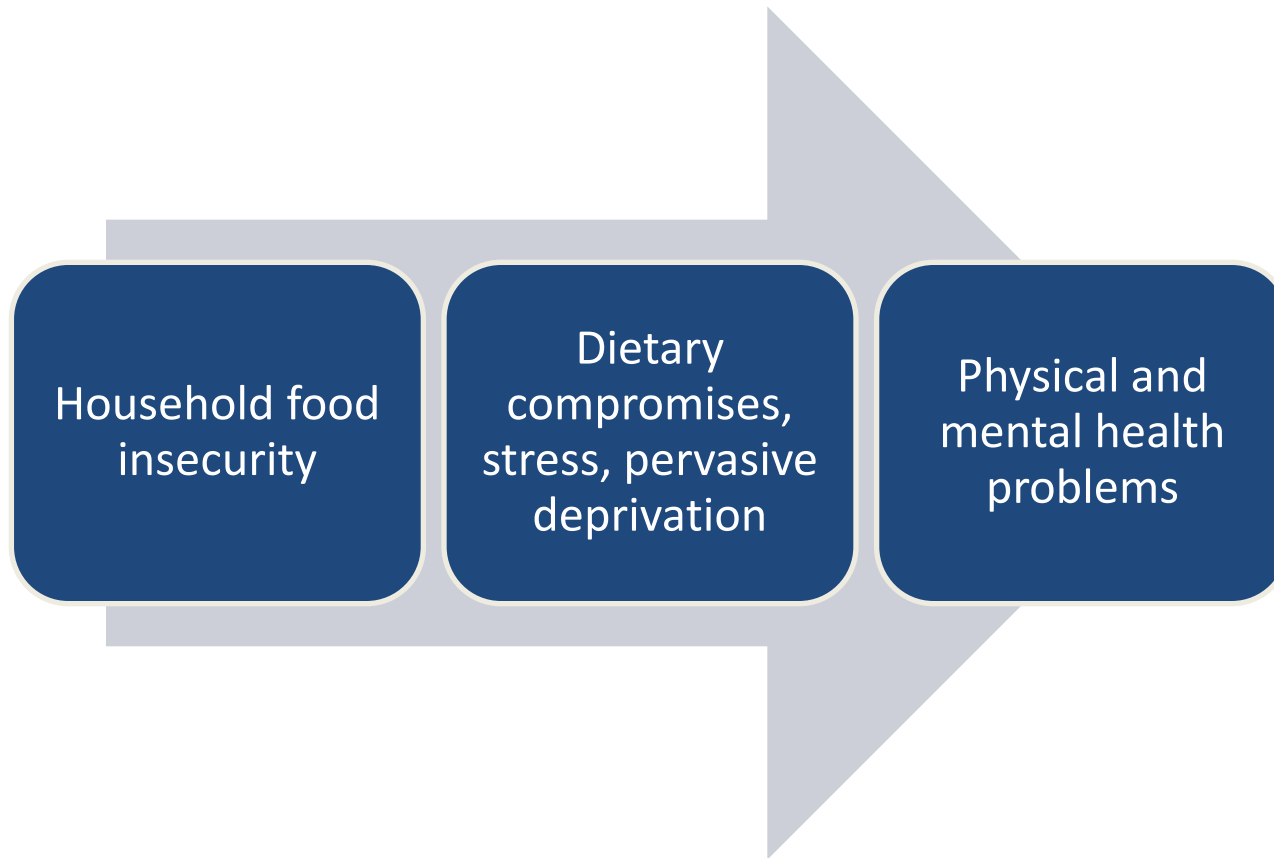 Household food
insecurity
Dietary
compromises,
stress, pervasive
deprivation
Physical and
mental health
problems